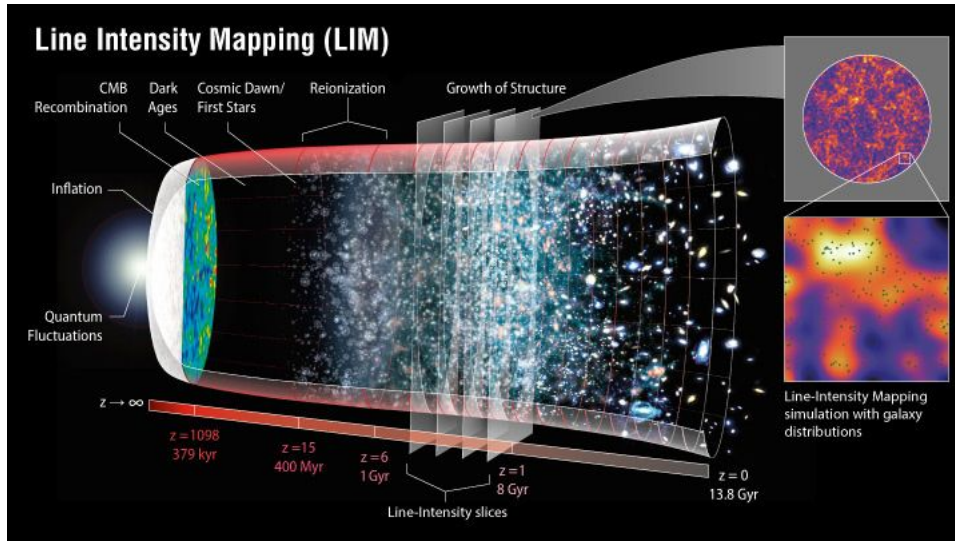 Line Intensity Mapping (LIM)
CMB
Recombination
Dark
Ages
Cosmic Dawn/
First Stars
Reionization
Growth of Structure
Inflation
Quantum
Fluctuations
z → ∞
z = 1098
379 kyr
z = 15
400 Myr
z = 6
1 Gyr
z = 1
8 Gyr
z = 0
13.8 Gyr
Line-Intensity slices
Line-Intensity Mapping
simulation with galaxy
distributions